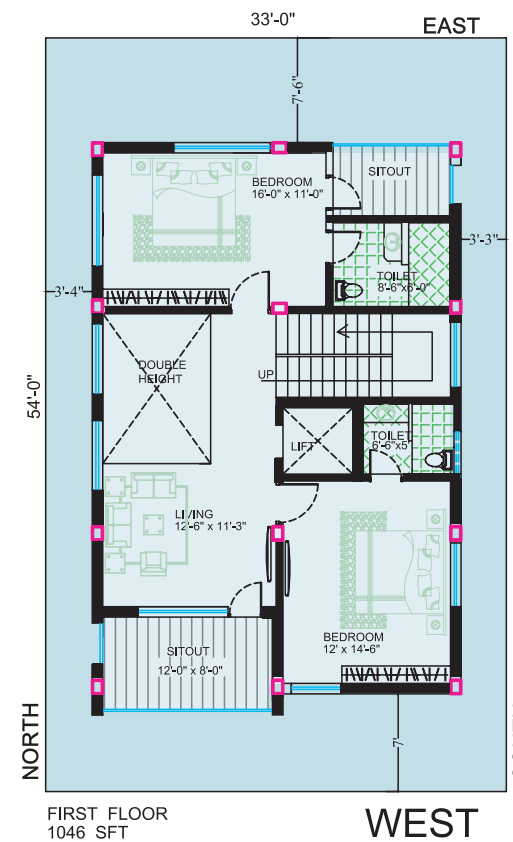 33'-0"
EAST
7'-6"
BEDROOM
16'-0" x 11'-0"
SITOUT
3'-3"
TOILET
8'-6"x6'-0"
3'-4"
DOUBLE
HEIGHT
UP
54'-0"
LIFT
TOILET
6'-6"x5'
LIVING
12'-6" x 11'-3"
BEDROOM
12' x 14'-6"
SITOUT
12'-0" x 8'-0"
NORTH
7'
FIRST FLOOR
1046 SFT
WEST